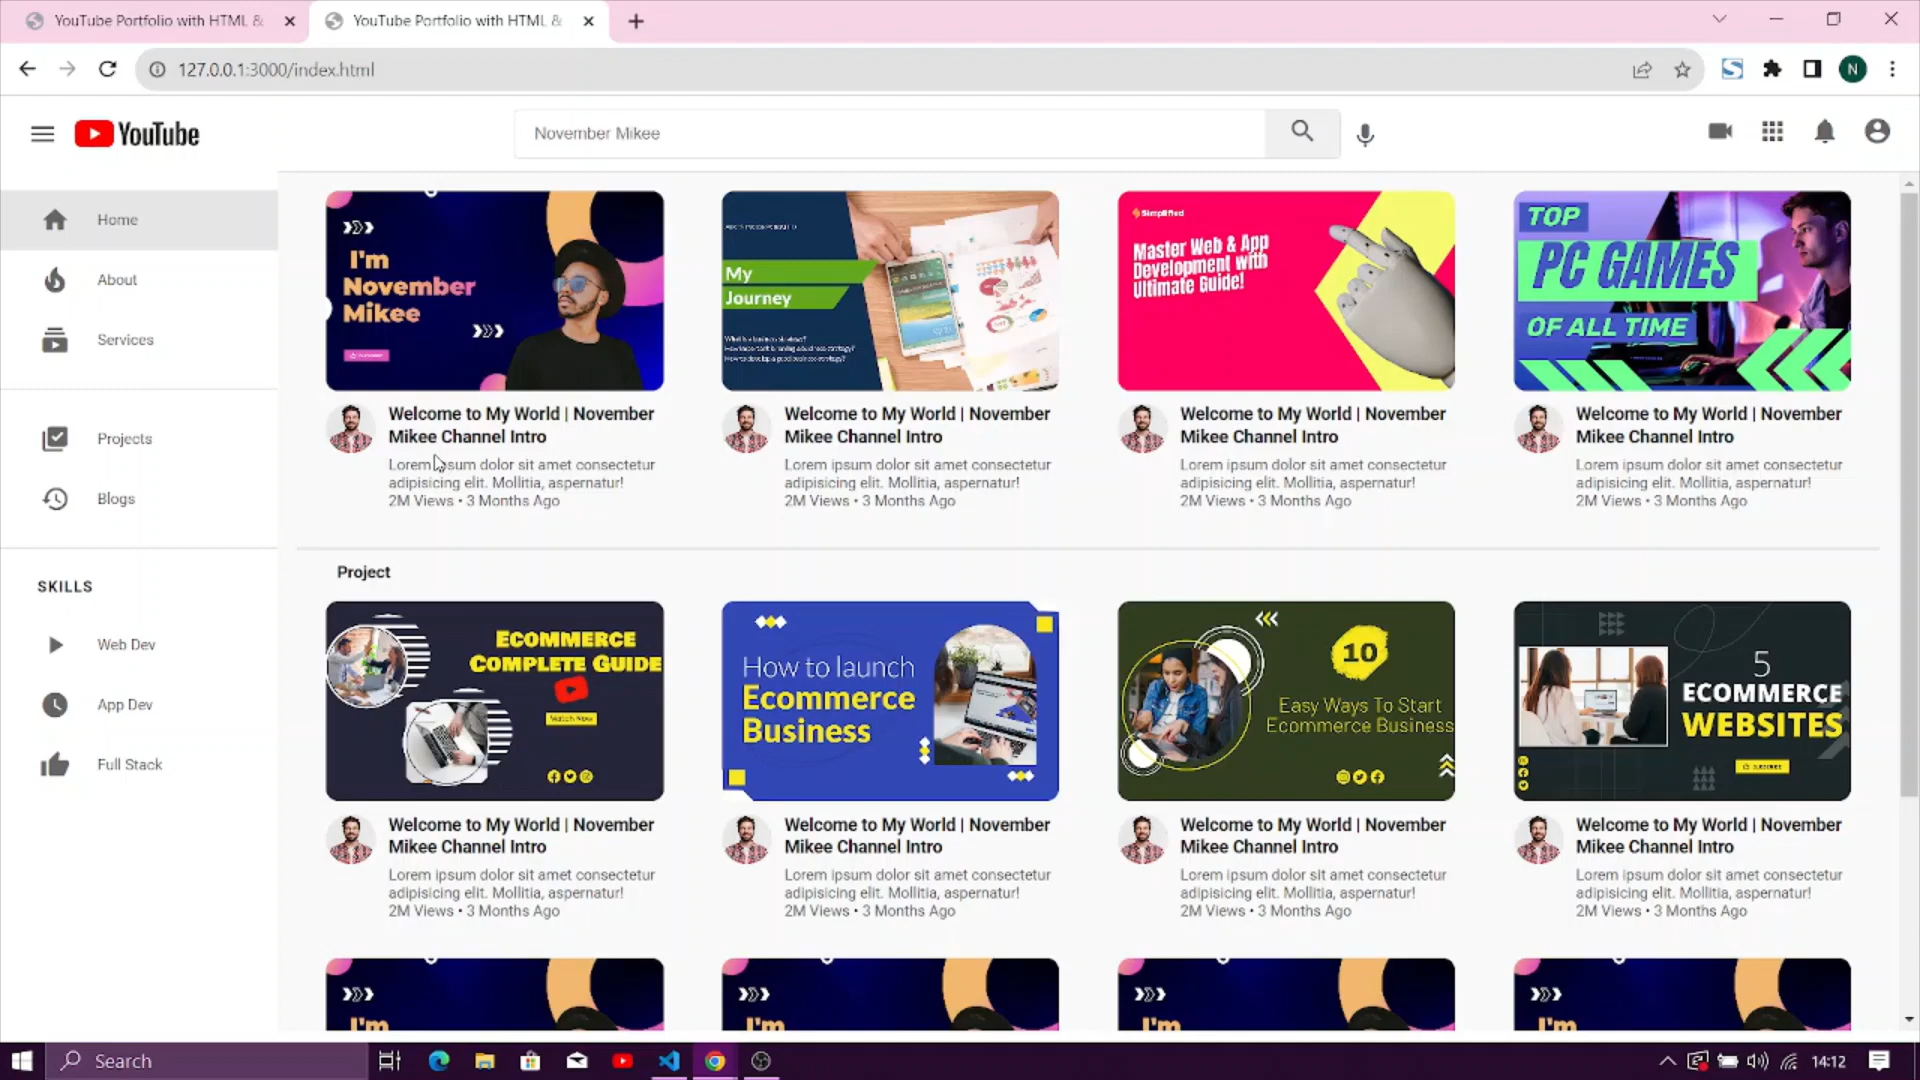 YouTube Portfolio with HTML &
YouTube Portfolio with HTML &
127.0.0.1:3000/index.html
N
YouTube
November Mikee
Home
About
Services
Projects
Blogs
SKILLS
Web Dev
App Dev
Full Stack
I'm
November
Mikee
My
Journey
Simplified
Master Web & App
Development with
Ultimate Guide!
TOP
PC GAMES
OF ALL TIME
Welcome to My World | November
Mikee Channel Intro
Lorem ipsum dolor sit amet consectetur
adipisicing elit. Mollitia, aspernatur!
2M Views • 3 Months Ago
Welcome to My World | November
Mikee Channel Intro
Lorem ipsum dolor sit amet consectetur
adipisicing elit. Mollitia, aspernatur!
2M Views • 3 Months Ago
Welcome to My World | November
Mikee Channel Intro
Lorem ipsum dolor sit amet consectetur
adipisicing elit. Mollitia, aspernatur!
2M Views • 3 Months Ago
Welcome to My World | November
Mikee Channel Intro
Lorem ipsum dolor sit amet consectetur
adipisicing elit. Mollitia, aspernatur!
2M Views • 3 Months Ago
Project
ECOMMERCE
COMPLETE GUIDE
Watch Now
How to launch
Ecommerce
Business
10
Easy Ways To Start
Ecommerce Business
5
ECOMMERCE
WEBSITES
SUBSCRIBE
Welcome to My World | November
Mikee Channel Intro
Lorem ipsum dolor sit amet consectetur
adipisicing elit. Mollitia, aspernatur!
2M Views • 3 Months Ago
Welcome to My World | November
Mikee Channel Intro
Lorem ipsum dolor sit amet consectetur
adipisicing elit. Mollitia, aspernatur!
2M Views • 3 Months Ago
Welcome to My World | November
Mikee Channel Intro
Lorem ipsum dolor sit amet consectetur
adipisicing elit. Mollitia, aspernatur!
2M Views • 3 Months Ago
Welcome to My World | November
Mikee Channel Intro
Lorem ipsum dolor sit amet consectetur
adipisicing elit. Mollitia, aspernatur!
2M Views • 3 Months Ago
I'm
I'm
I'm
I'm
Search
14:12